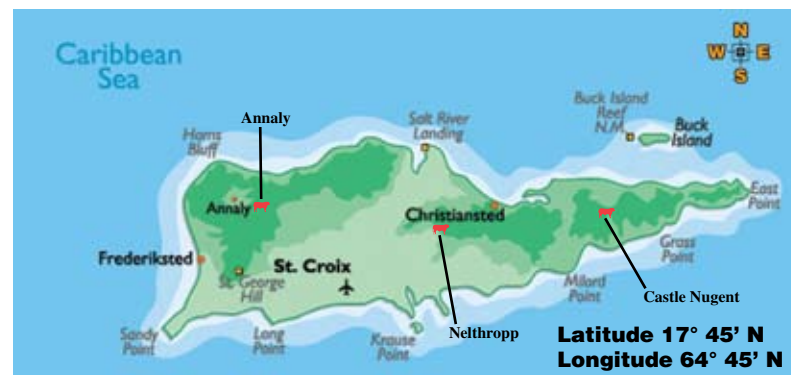 Caribbean
Sea
N
W E
S
Buck Island
Reef
N.M.
Buck
Island
Annaly
Salt River
Landing
Hams
Bluff
East
Point
Annaly
Christiansted
Grass
Point
Frederiksted
St. Croix
St. George
Hill
Milord
Point
Castle Nugent
Nelthropp
Sandy
Point
Long
Point
Krause
Point
Latitude 17° 45’ N
Longitude 64° 45’ N